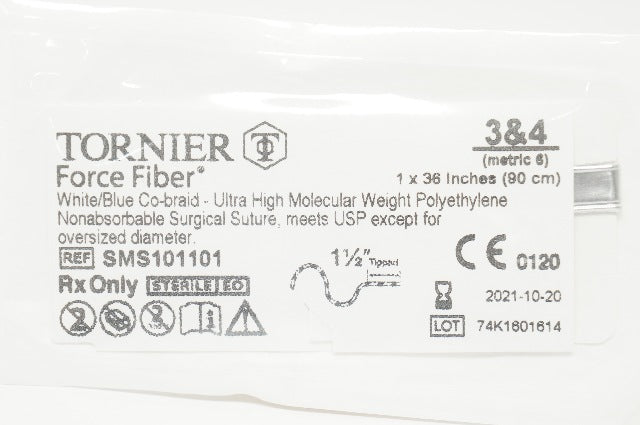 TORNIER
Force Fiber®
3&4
(metric 6)
1 x 36 Inches (90 cm)
White/Blue Co-braid - Ultra High Molecular Weight Polyethylene
Nonabsorbable Surgical Suture, meets USP except for
oversized diameter.
REF SMS101101
Rx Only STERILE EO
1½" Tipped
CE 0120
2021-10-20
LOT 74K1601614